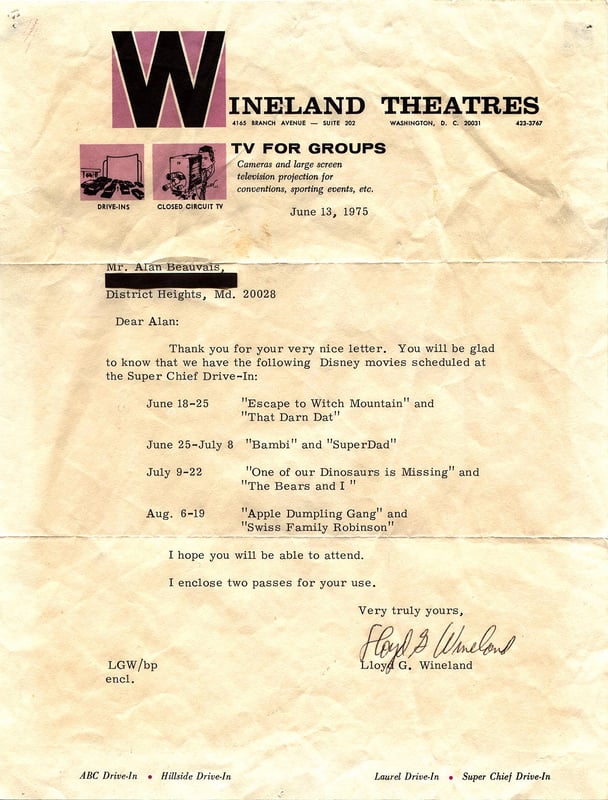 WINELAND THEATRES
4165 BRANCH AVENUE — SUITE 202 WASHINGTON, D. C. 20031 423-3767
TV FOR GROUPS
Cameras and large screen
television projection for
conventions, sporting events, etc.
DRIVE-INS CLOSED CIRCUIT TV
June 13, 1975
Mr. Alan Beauvais,
District Heights, Md. 20028
Dear Alan:
Thank you for your very nice letter. You will be glad
to know that we have the following Disney movies scheduled at
the Super Chief Drive-In:
June 18-25 "Escape to Witch Mountain" and
"That Darn Dat"
June 25-July 8 "Bambi" and "SuperDad"
July 9-22 "One of our Dinosaurs is Missing" and
"The Bears and I "
Aug. 6-19 "Apple Dumpling Gang" and
"Swiss Family Robinson"
I hope you will be able to attend.
I enclose two passes for your use.
Very truly yours,
Lloyd G Wineland
Lloyd G. Wineland
LGW/bp
encl.
ABC Drive-In • Hillside Drive-In Laurel Drive-In • Super Chief Drive-In